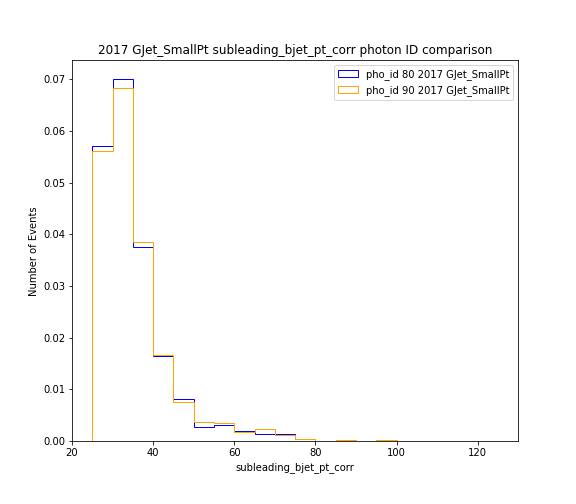 2017 GJet_SmallPt subleading_bjet_pt_corr photon ID comparison
pho_id 80 2017 GJet_SmallPt
pho_id 90 2017 GJet_SmallPt
Number of Events
0.07
0.06
0.05
0.04
0.03
0.02
0.01
0.00
20
40
60
80
100
120
subleading_bjet_pt_corr